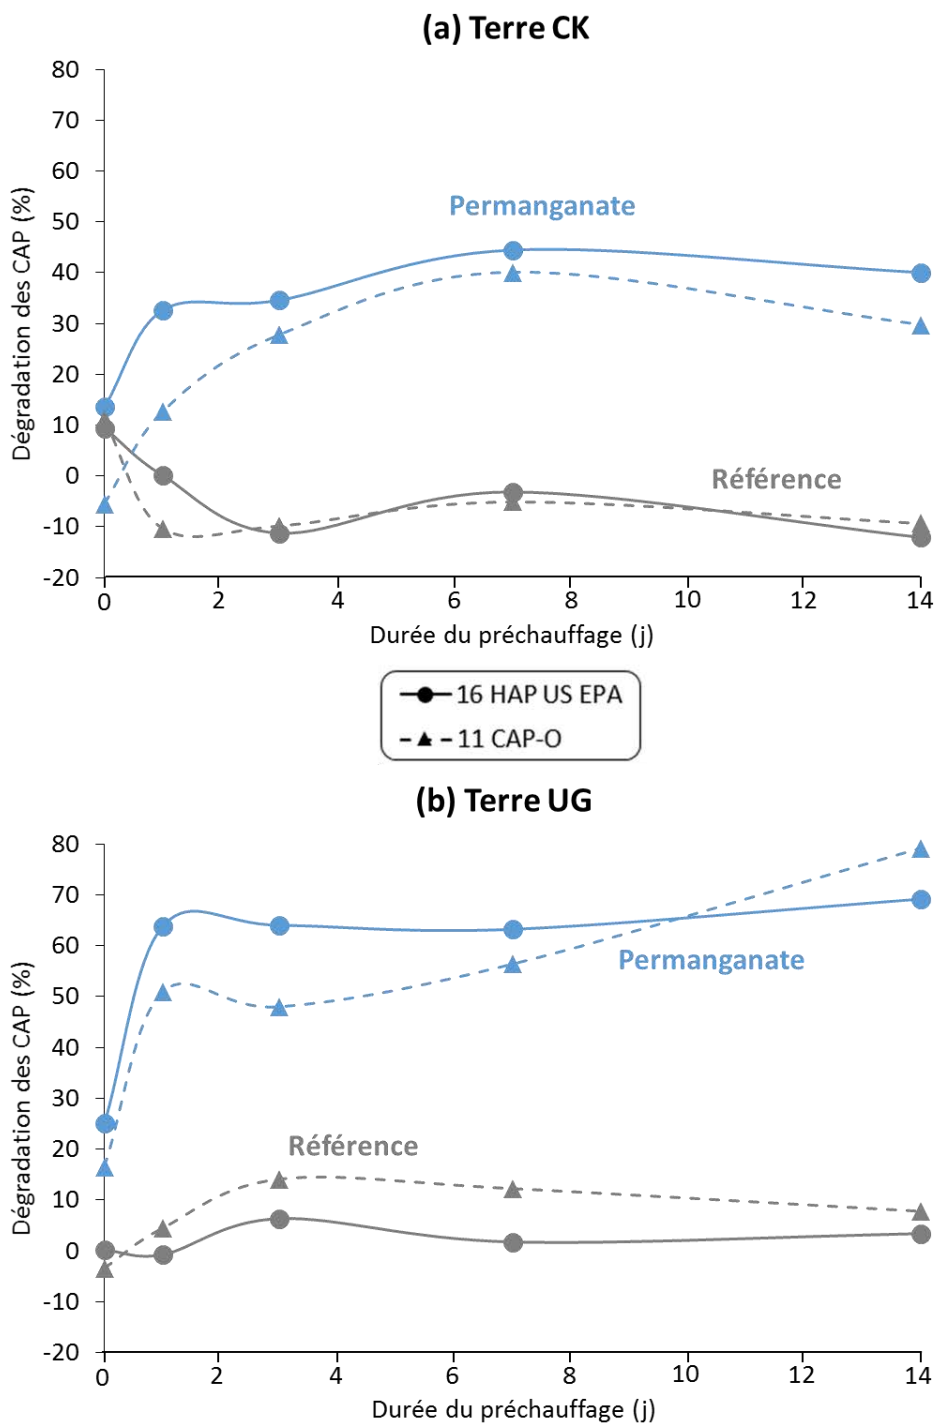 (a) Terre CK
80
70
60
50
40
30
20
10
0
-10
-20
Dégradation des CAP (%)
Permanganate
Référence
0 2 4 6 8 10 12 14
Durée du préchauffage (j)
16 HAP US EPA
11 CAP-O
(b) Terre UG
80
70
60
50
40
30
20
10
0
-10
-20
Dégradation des CAP (%)
Permanganate
Référence
0 2 4 6 8 10 12 14
Durée du préchauffage (j)